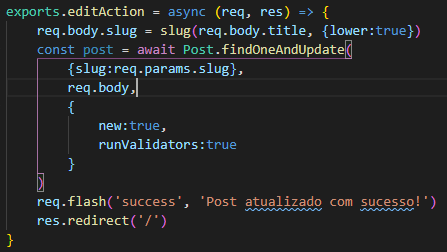 exports.editAction = async (req, res) => {
    req.body.slug = slug(req.body.title, {lower:true})
    const post = await Post.findOneAndUpdate(
        {slug:req.params.slug},
        req.body,
        {
            new:true,
            runValidators:true
        }
    )
    req.flash('success', 'Post atualizado com sucesso!')
    res.redirect('/')
}